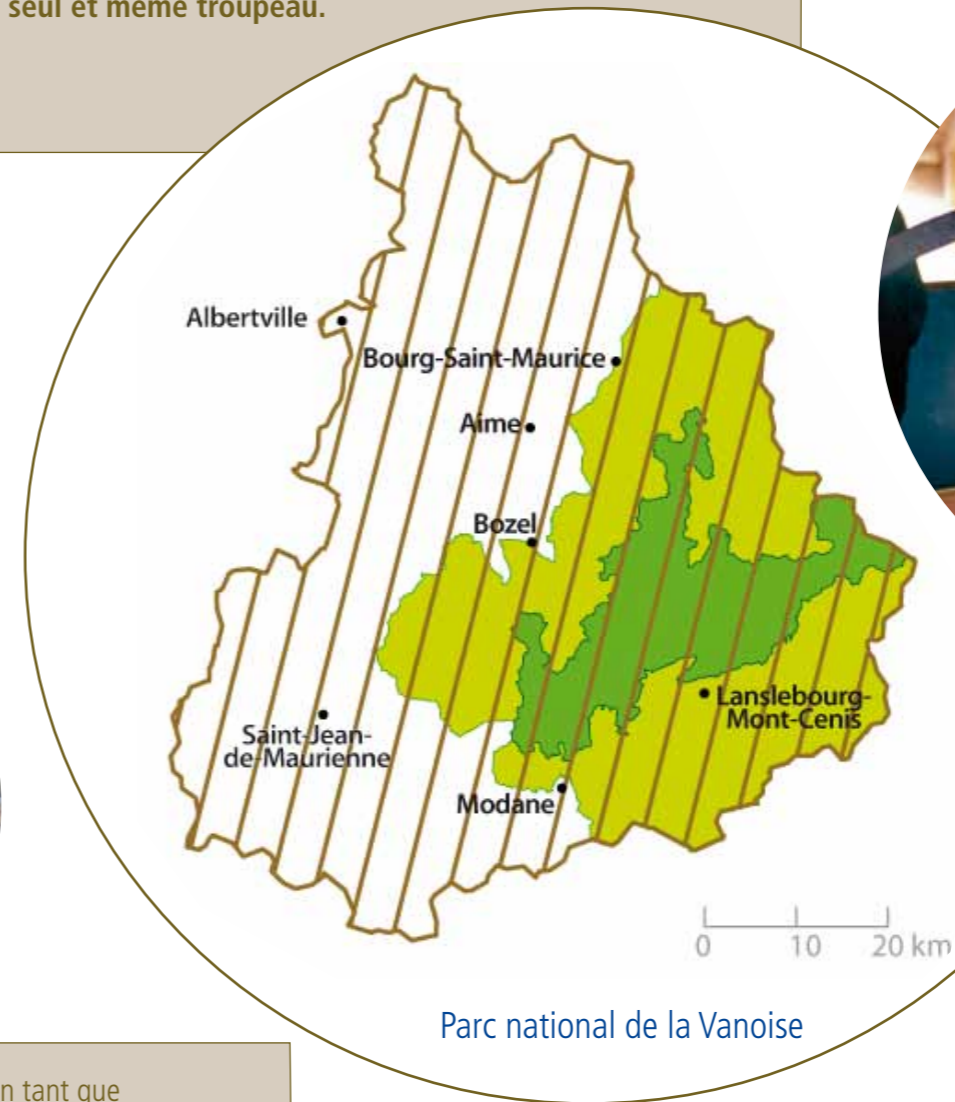 seul et même troupeau.
Albertville
Bourg-Saint-Maurice
Aime
Bozel
Lanslebourg-
Mont-Cenis
Saint-Jean-
de-Maurienne
Modane
0 10 20 km
Parc national de la Vanoise
n tant que